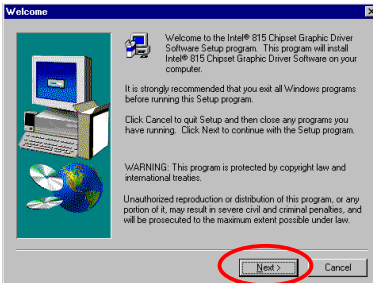 Welcome
Welcome to the Intel® 815 Chipset Graphic Driver
Software Setup program. This program will install
Intel® 815 Chipset Graphic Driver Software on your
computer.
It is strongly recommended that you exit all Windows programs
before running this Setup program.
Click Cancel to quit Setup and then close any programs you
have running. Click Next to continue with the Setup program.
WARNING: This program is protected by copyright law and
international treaties.
Unauthorized reproduction or distribution of this program, or any
portion of it, may result in severe civil and criminal penalties, and
will be prosecuted to the maximum extent possible under law.
Next >
Cancel